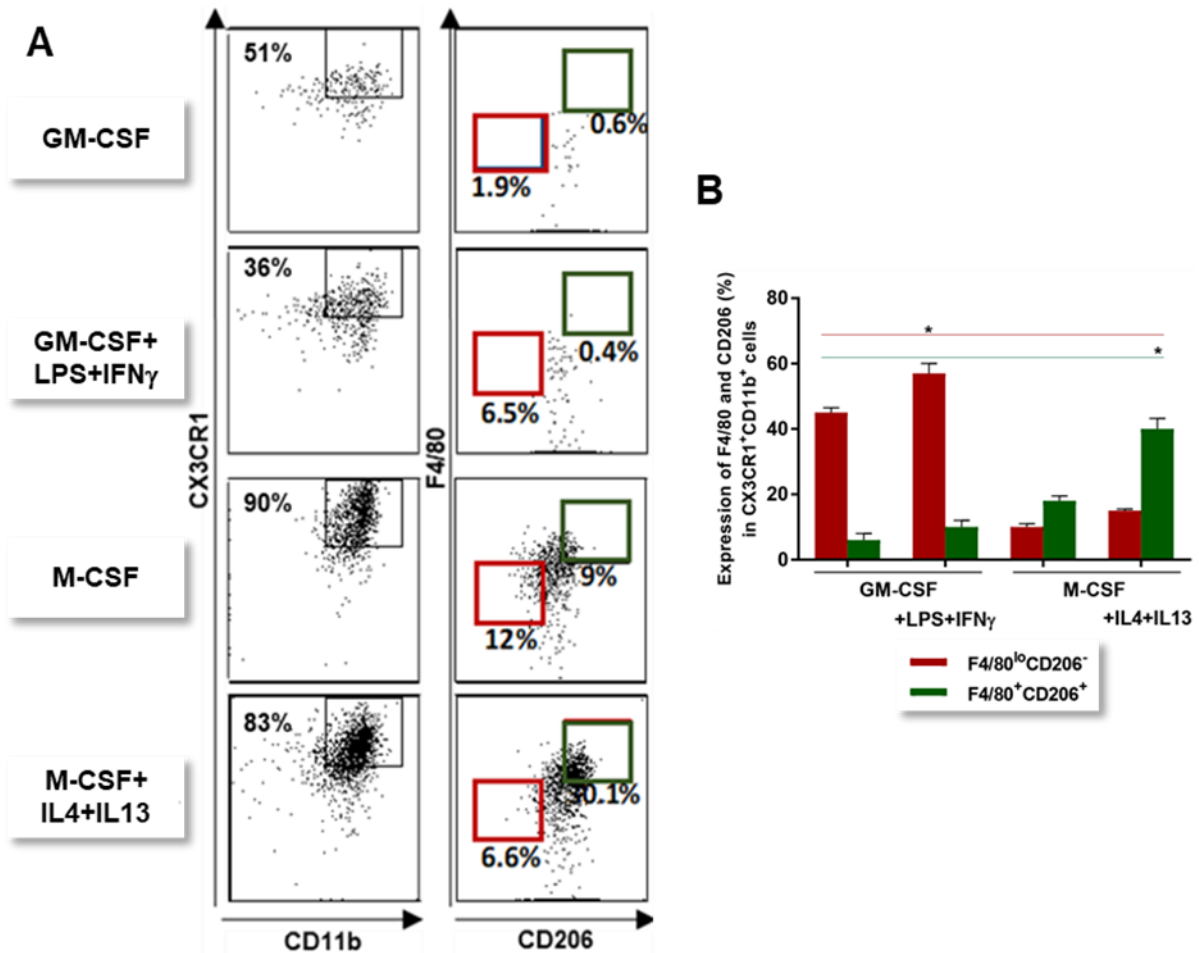 A
GM-CSF
51%
0.6%
1.9%
GM-CSF+
LPS+IFNγ
36%
0.4%
6.5%
CX3CR1
F4/80
M-CSF
90%
9%
12%
M-CSF+
IL4+IL13
83%
6.6%
CD11b
CD206
B
Expression of F4/80 and CD206 (%)
in CX3CR1⁺CD11b⁺ cells
80
60
40
20
0
*
*
GM-CSF
M-CSF
+LPS+IFNγ
+IL4+IL13
F4/80ˡᵒCD206⁻
F4/80⁺CD206⁺